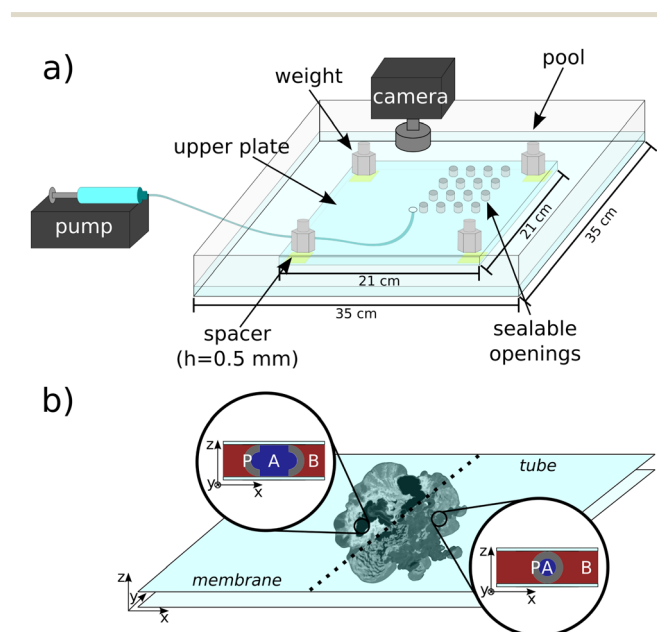 a)
weight
camera
pool
upper plate
pump
21 cm
21 cm
35 cm
35 cm
spacer
(h=0.5 mm)
sealable
openings
b)
z
P A B
y x
tube
z
P A B
y x
membrane
z
y
x